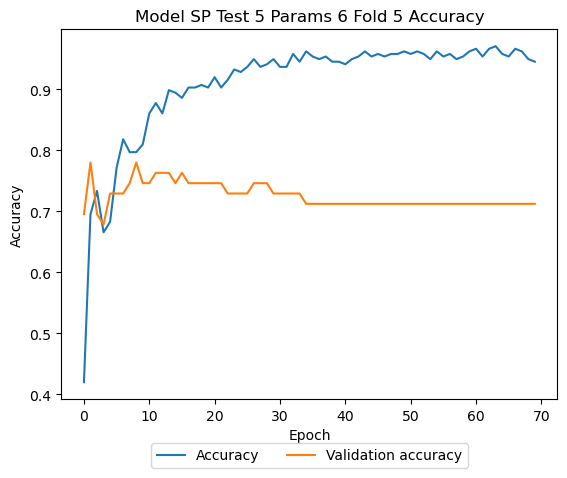 Model SP Test 5 Params 6 Fold 5 Accuracy
Accuracy
0.9
0.8
0.7
0.6
0.5
0.4
0 10 20 30 40 50 60 70
Epoch
Accuracy Validation accuracy